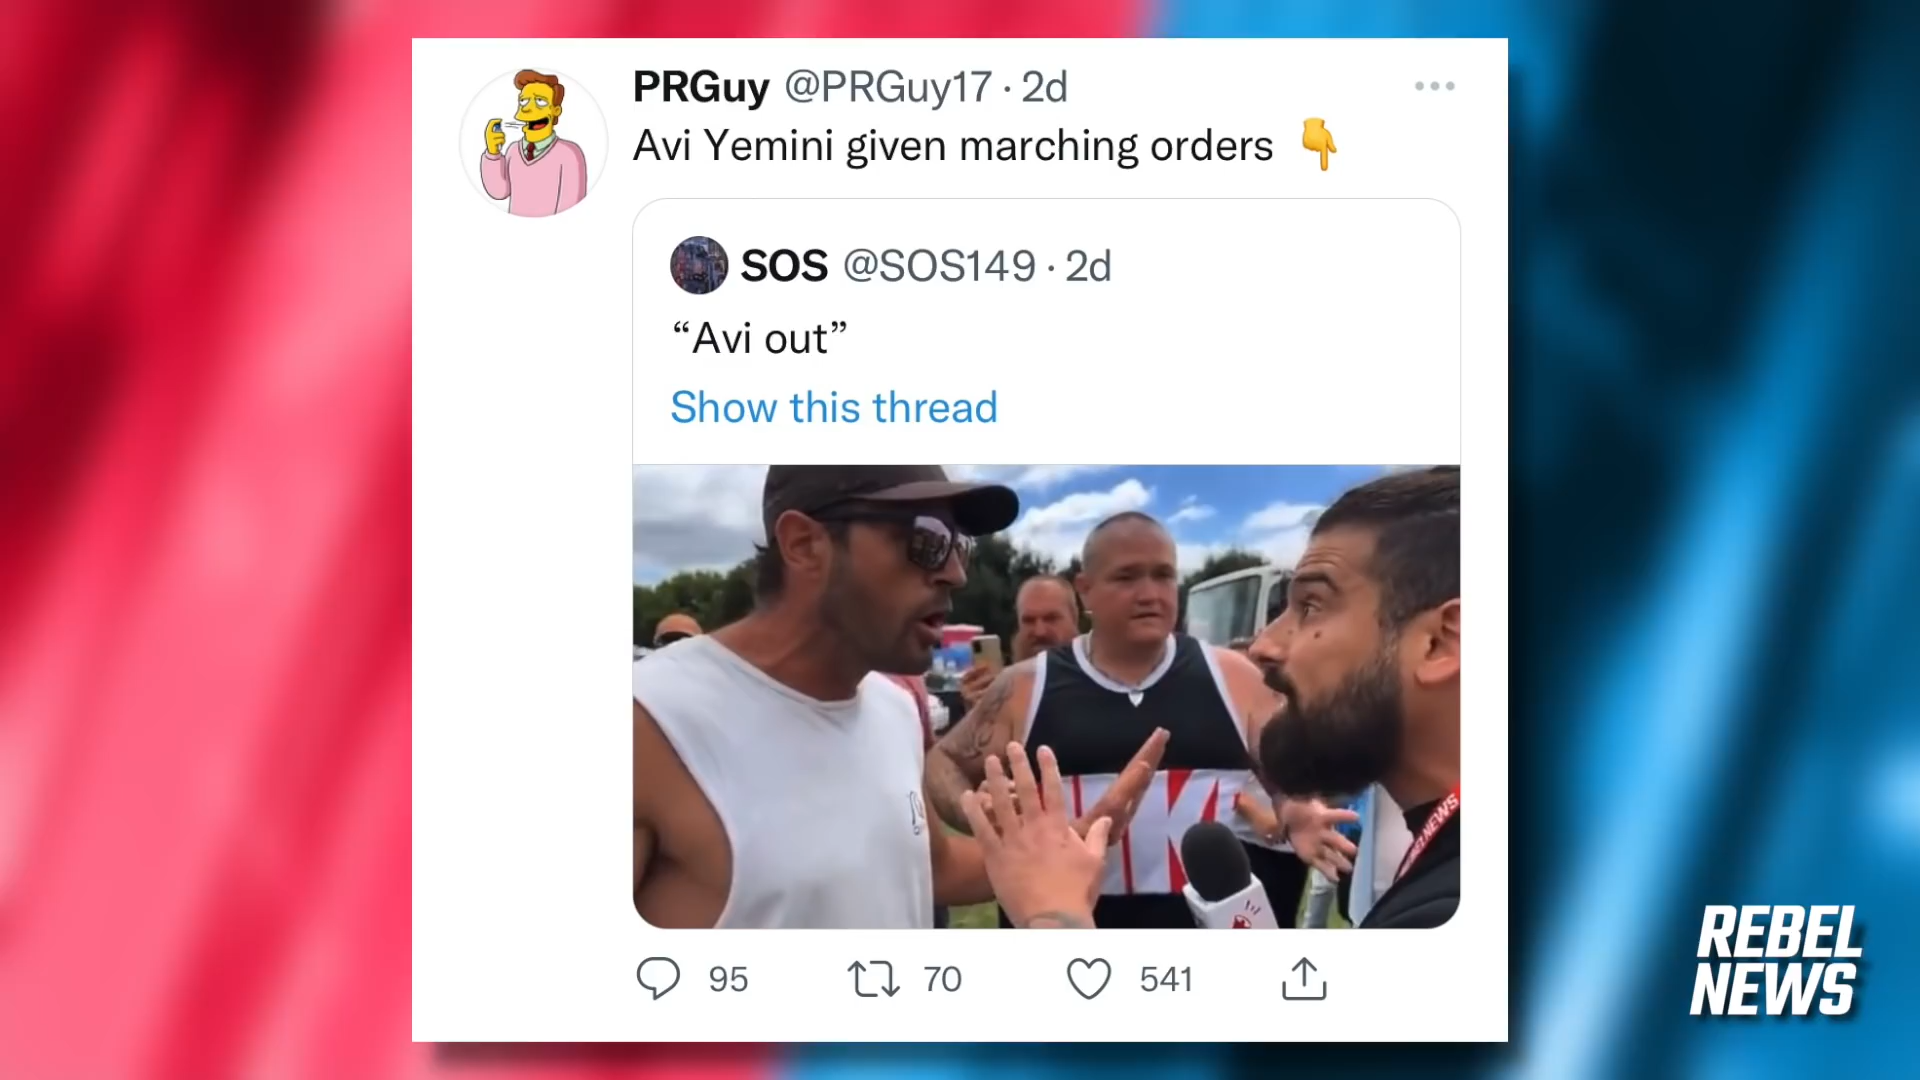 PRGuy @PRGuy17 · 2d
Avi Yemini given marching orders 👇
SOS @SOS149 · 2d
“Avi out”
Show this thread
NEWS
95 70 541
REBEL
NEWS